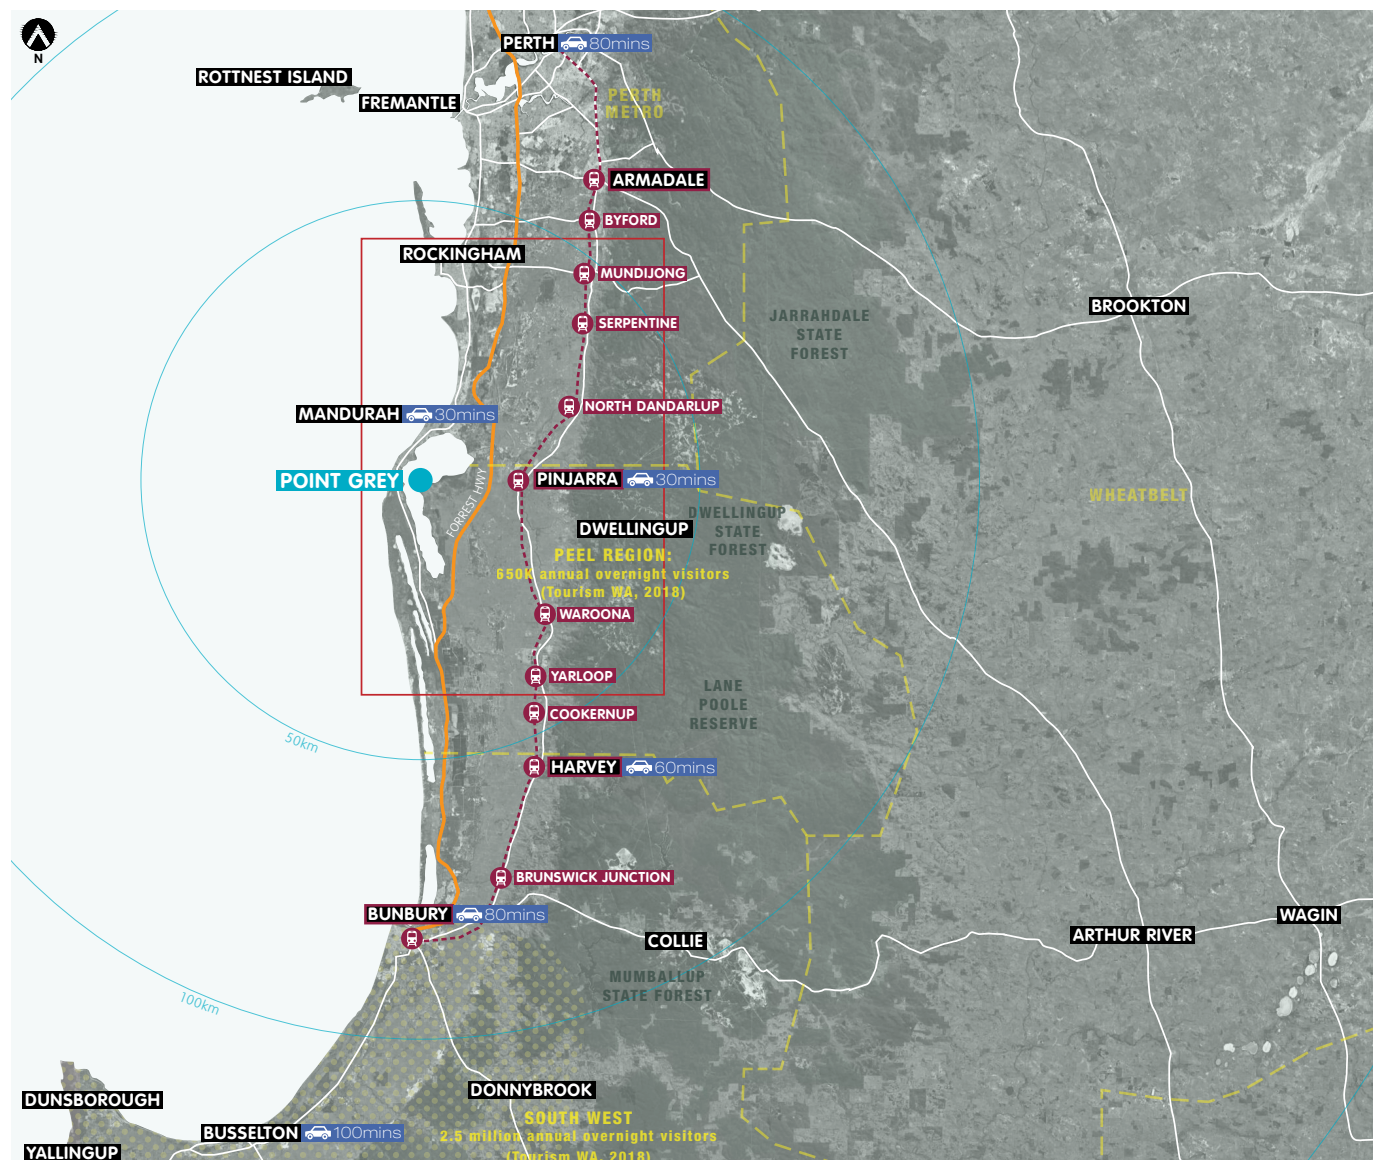 N
PERTH 80mins
ROTTNEST ISLAND
FREMANTLE
PERTH
METRO
ARMADALE
BYFORD
ROCKINGHAM
MUNDIJONG
BROOKTON
SERPENTINE
JARRAHDALE
STATE
FOREST
MANDURAH 30mins
NORTH DANDARLUP
POINT GREY
PINJARRA 30mins
FORREST HWY
WHEATBELT
DWELLINGUP
STATE
FOREST
DWELLINGUP
PEEL REGION:
650K annual overnight visitors
(Tourism WA, 2018)
WAROONA
YARLOOP
LANE
POOLE
RESERVE
COOKERNUP
50km
HARVEY 60mins
BRUNSWICK JUNCTION
BUNBURY 80mins
WAGIN
ARTHUR RIVER
COLLIE
MUMBALLUP
STATE FOREST
100km
DONNYBROOK
DUNSBOROUGH
SOUTH WEST
2.5 million annual overnight visitors
(Tourism WA, 2018)
BUSSELTON 100mins
YALLINGUP